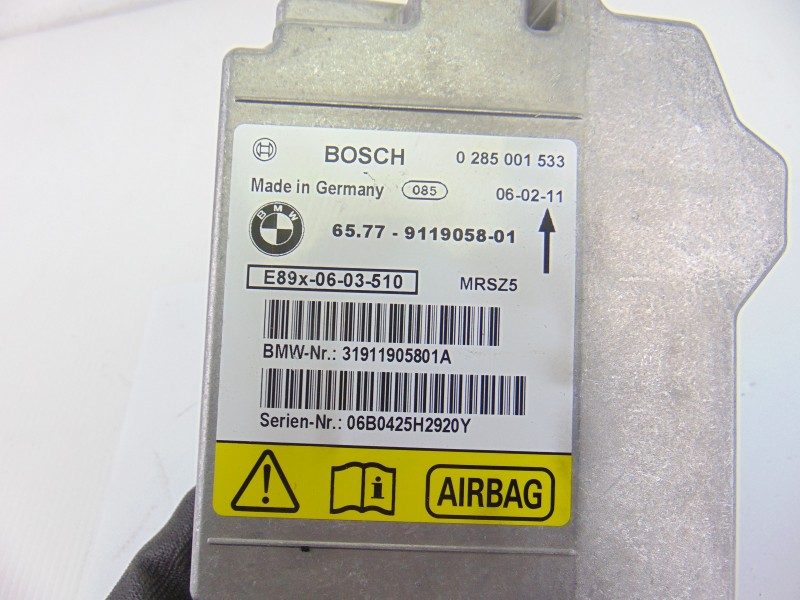 BOSCH 0 285 001 533
Made in Germany 085 06-02-11
BMW 65.77 - 9119058-01
E89x-06-03-510 MRSZ5
BMW-Nr.: 31911905801A
Serien-Nr.: 06B0425H2920Y
! i AIRBAG